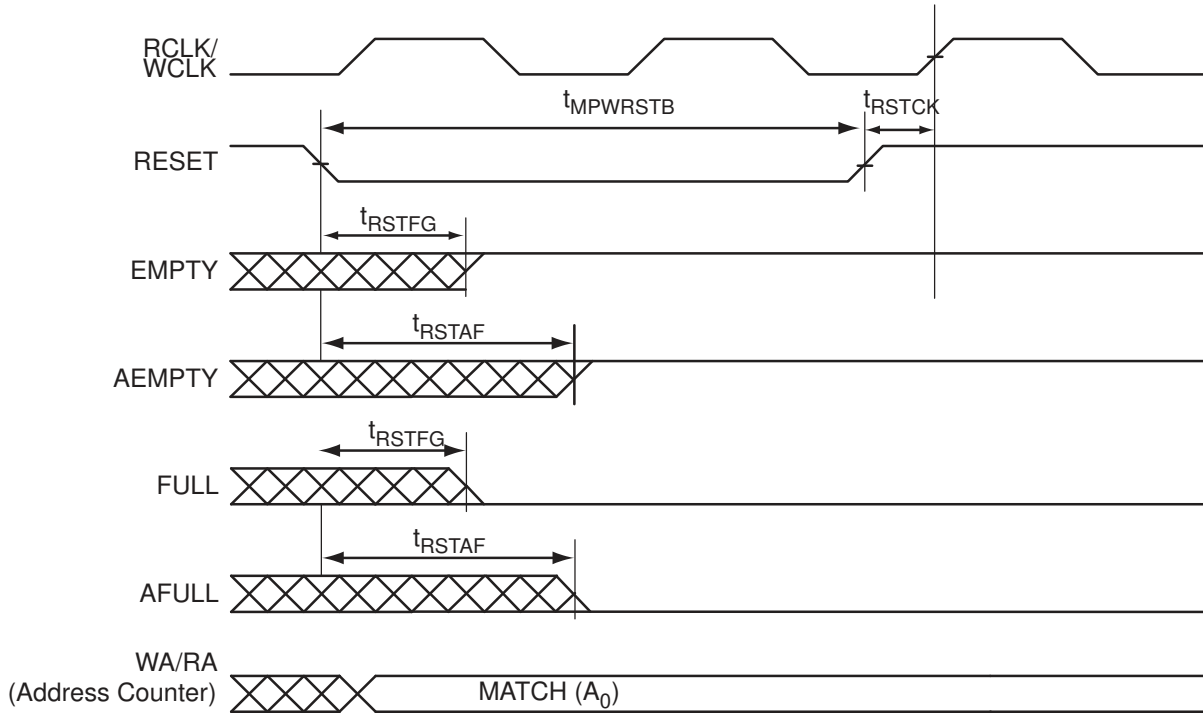 RCLK/
WCLK
tMPWRSTB
tRSTCK
RESET
tRSTFG
EMPTY
tRSTAF
AEMPTY
tRSTFG
FULL
tRSTAF
AFULL
WA/RA
(Address Counter)
MATCH (A0)